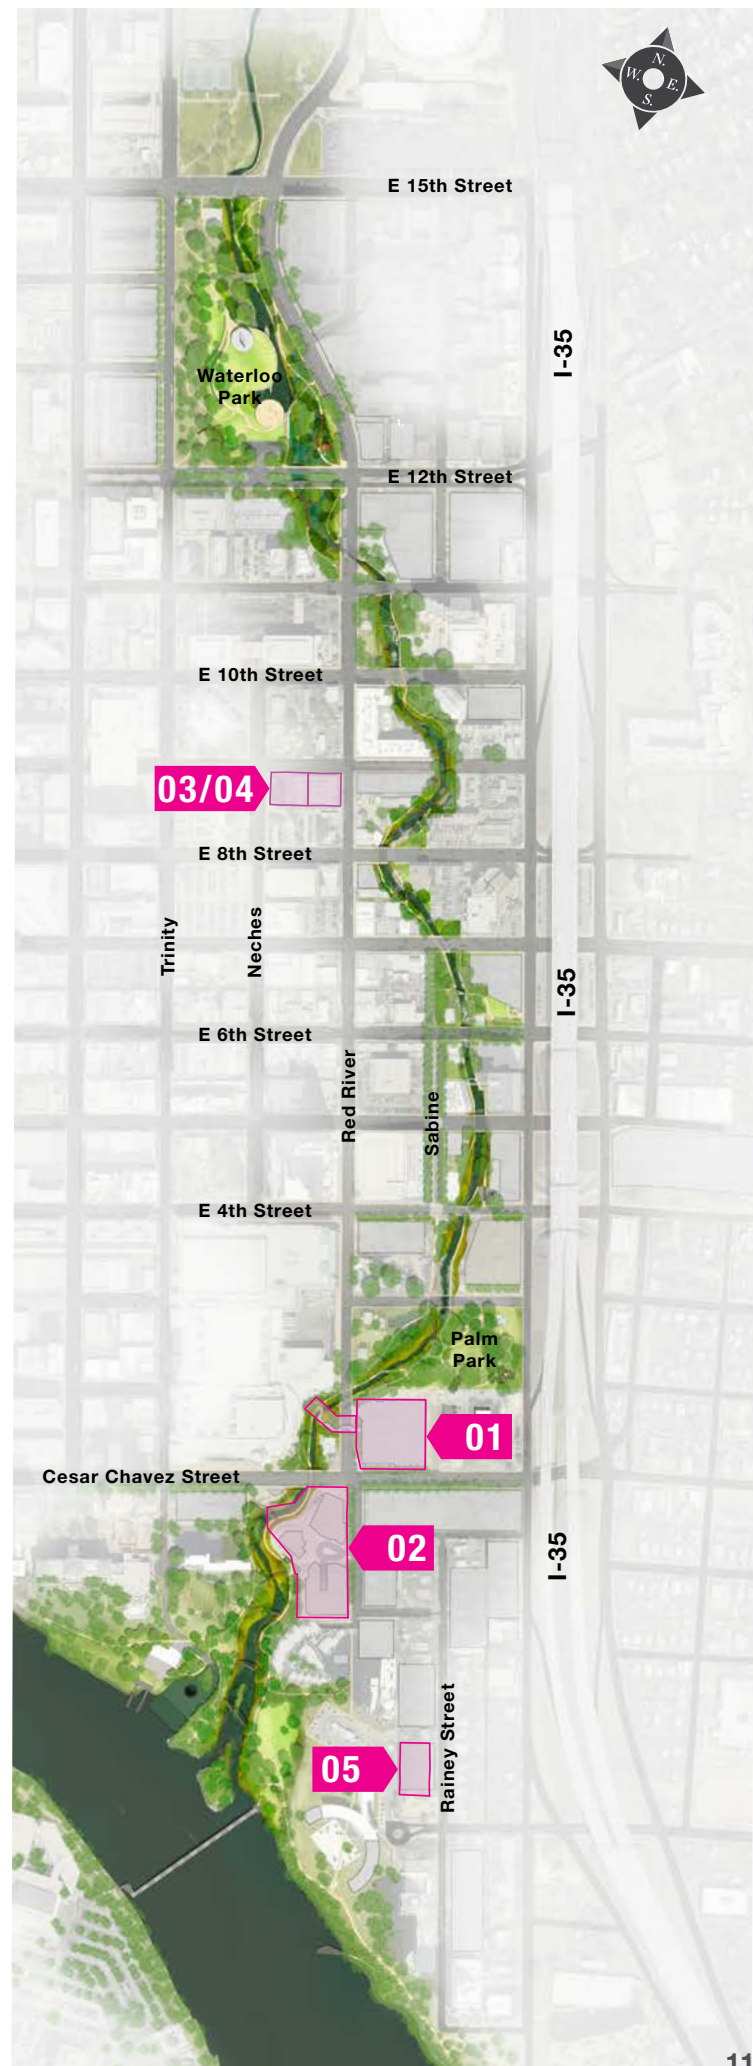 N.
W.
E.
S.
E 15th Street
I-35
Waterloo
Park
E 12th Street
E 10th Street
03/04
E 8th Street
Trinity
Neches
I-35
E 6th Street
Red River
Sabine
E 4th Street
Palm
Park
01
Cesar Chavez Street
02
I-35
Rainey Street
05
11